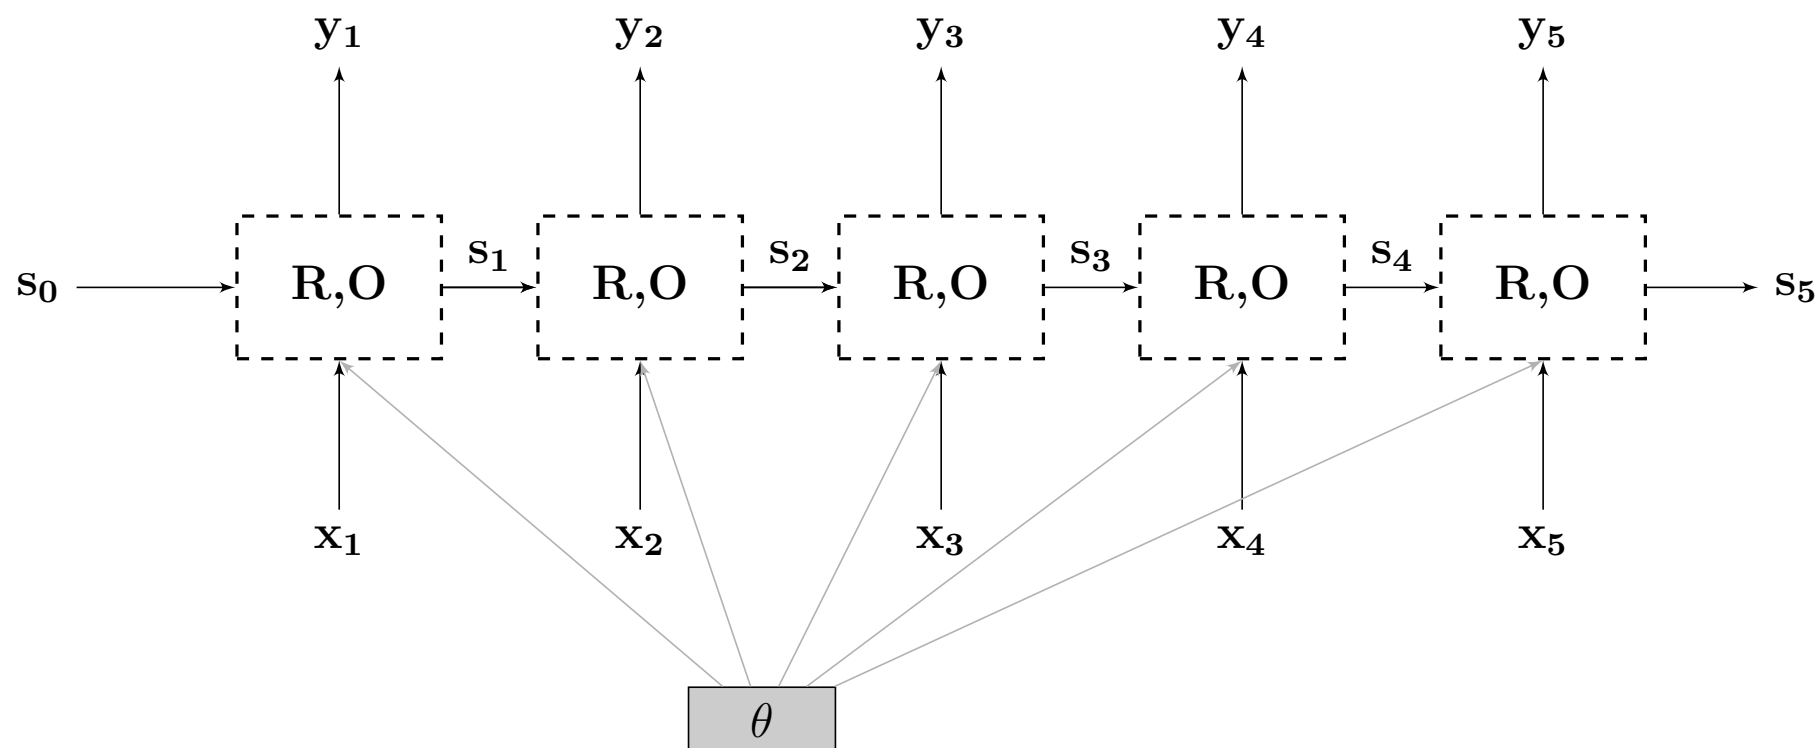 y₁ y₂ y₃ y₄ y₅
s₀ R,O s₁ R,O s₂ R,O s₃ R,O s₄ R,O s₅
x₁ x₂ x₃ x₄ x₅
θ